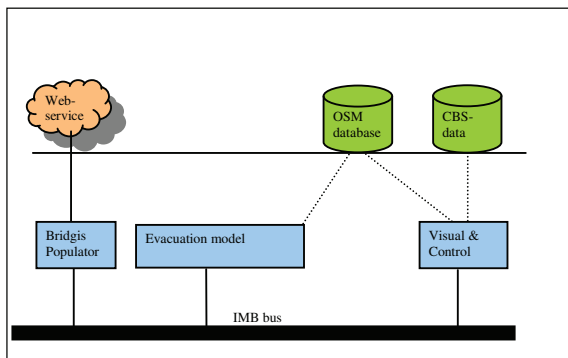 Web-
service
OSM
database
CBS-
data
Bridgis
Populator
Evacuation model
Visual &
Control
IMB bus